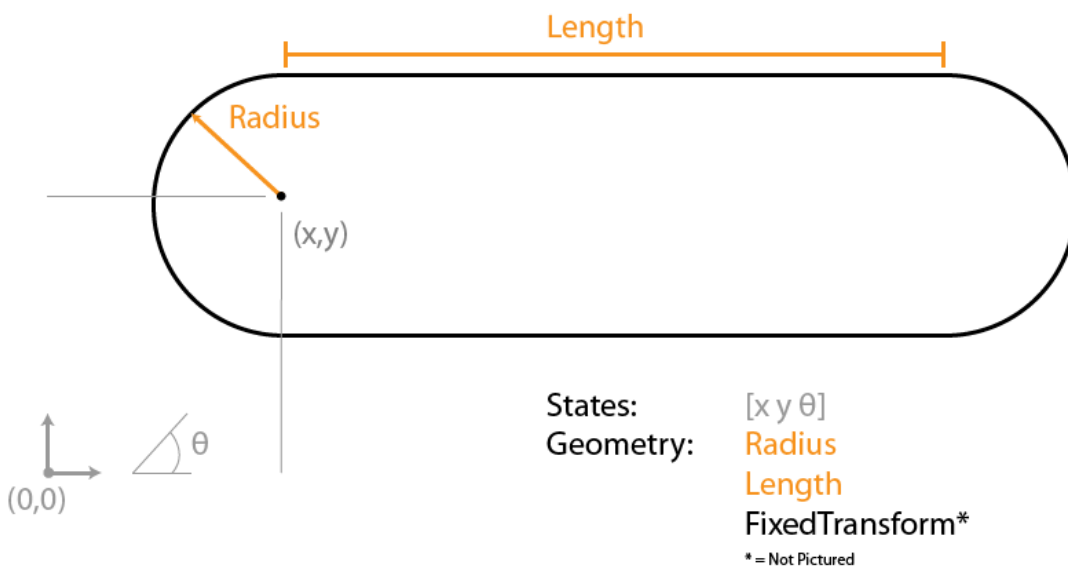 Length
Radius
(x,y)
θ
(0,0)
States: [x y θ]
Geometry: Radius
Length
FixedTransform*
* = Not Pictured